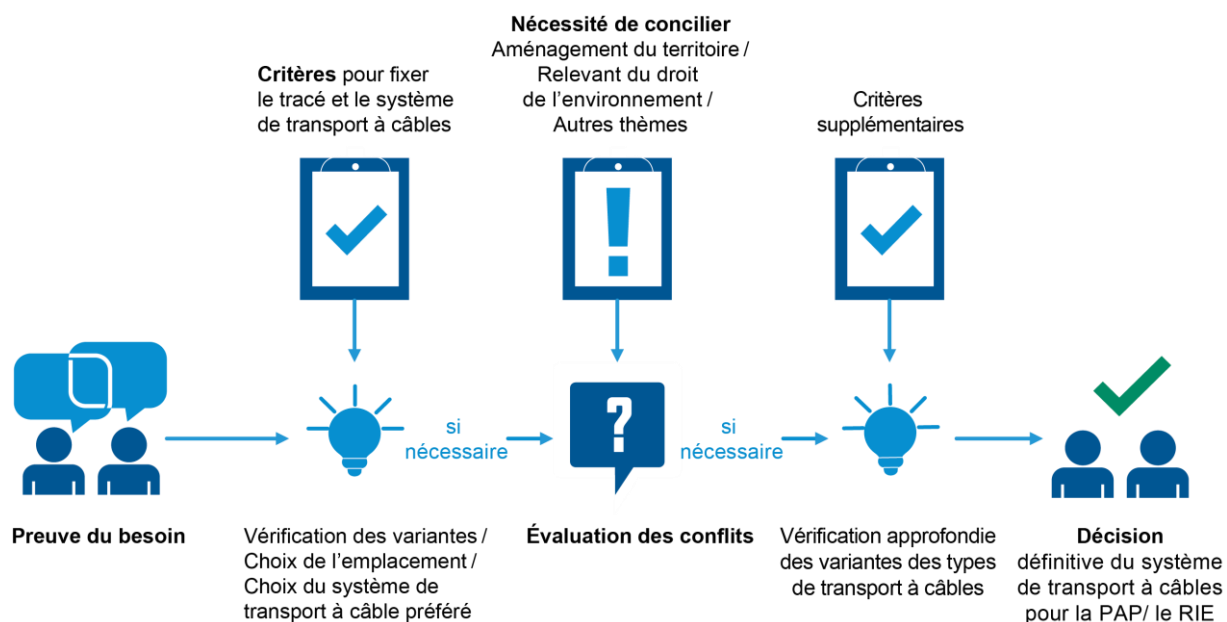 Critères pour fixer
le tracé et le système
de transport à câbles
Nécessité de concilier
Aménagement du territoire /
Relevant du droit
de l'environnement /
Autres thèmes
Critères
supplémentaires
!
si
nécessaire
?
si
nécessaire
Preuve du besoin
Vérification des variantes /
Choix de l'emplacement /
Choix du système de
transport à câble préféré
Évaluation des conflits
Vérification approfondie
des variantes des types
de transport à câbles
Décision
définitive du système
de transport à câbles
pour la PAP/ le RIE